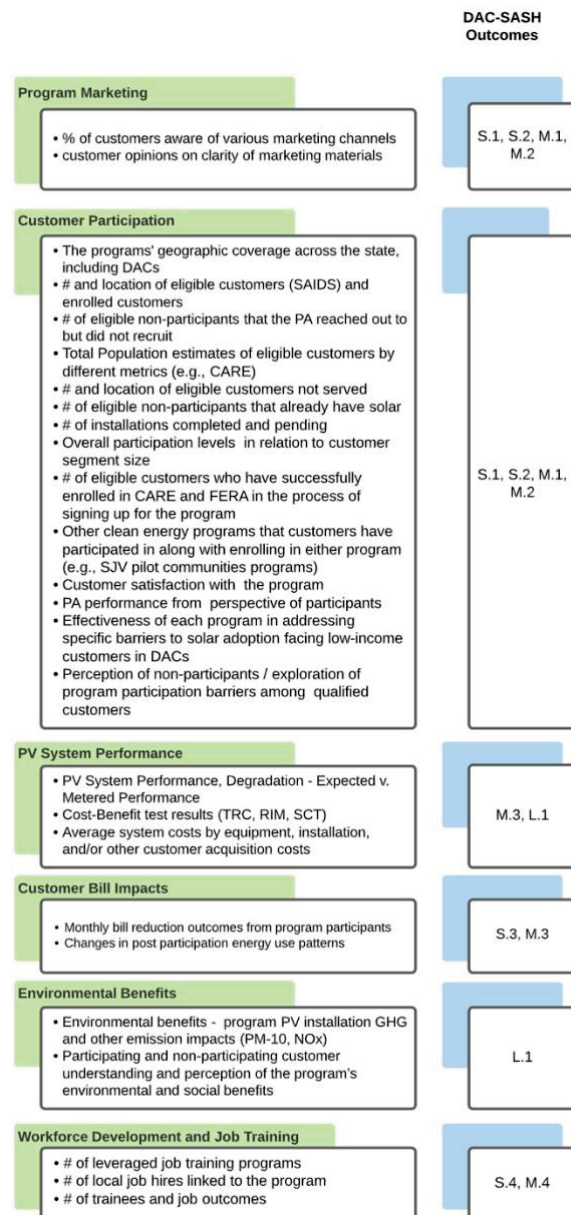 DAC-SASH
Outcomes
Program Marketing
• % of customers aware of various marketing channels
• customer opinions on clarity of marketing materials
S.1, S.2, M.1,
M.2
Customer Participation
• The programs' geographic coverage across the state,
including DACs
• # and location of eligible customers (SAIDS) and
enrolled customers
• # of eligible non-participants that the PA reached out to
but did not recruit
• Total Population estimates of eligible customers by
different metrics (e.g., CARE)
• # and location of eligible customers not served
• # of eligible non-participants that already have solar
• # of installations completed and pending
• Overall participation levels in relation to customer
segment size
• # of eligible customers who have successfully
enrolled in CARE and FERA in the process of
signing up for the program
• Other clean energy programs that customers have
participated in along with enrolling in either program
(e.g., SJV pilot communities programs)
• Customer satisfaction with the program
• PA performance from perspective of participants
• Effectiveness of each program in addressing
specific barriers to solar adoption facing low-income
customers in DACs
• Perception of non-participants / exploration of
program participation barriers among qualified
customers
S.1, S.2, M.1,
M.2
PV System Performance
• PV System Performance, Degradation - Expected v.
Metered Performance
• Cost-Benefit test results (TRC, RIM, SCT)
• Average system costs by equipment, installation,
and/or other customer acquisition costs
M.3, L.1
Customer Bill Impacts
• Monthly bill reduction outcomes from program participants
• Changes in post participation energy use patterns
S.3, M.3
Environmental Benefits
• Environmental benefits - program PV installation GHG
and other emission impacts (PM-10, NOx)
• Participating and non-participating customer
understanding and perception of the program's
environmental and social benefits
L.1
Workforce Development and Job Training
• # of leveraged job training programs
• # of local job hires linked to the program
• # of trainees and job outcomes
S.4, M.4